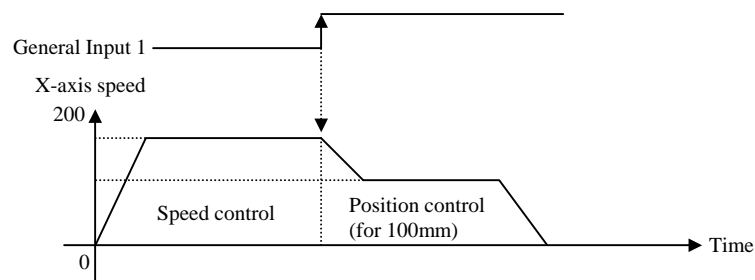 General Input 1
X-axis speed
200
Speed control
Position control
(for 100mm)
Time
0